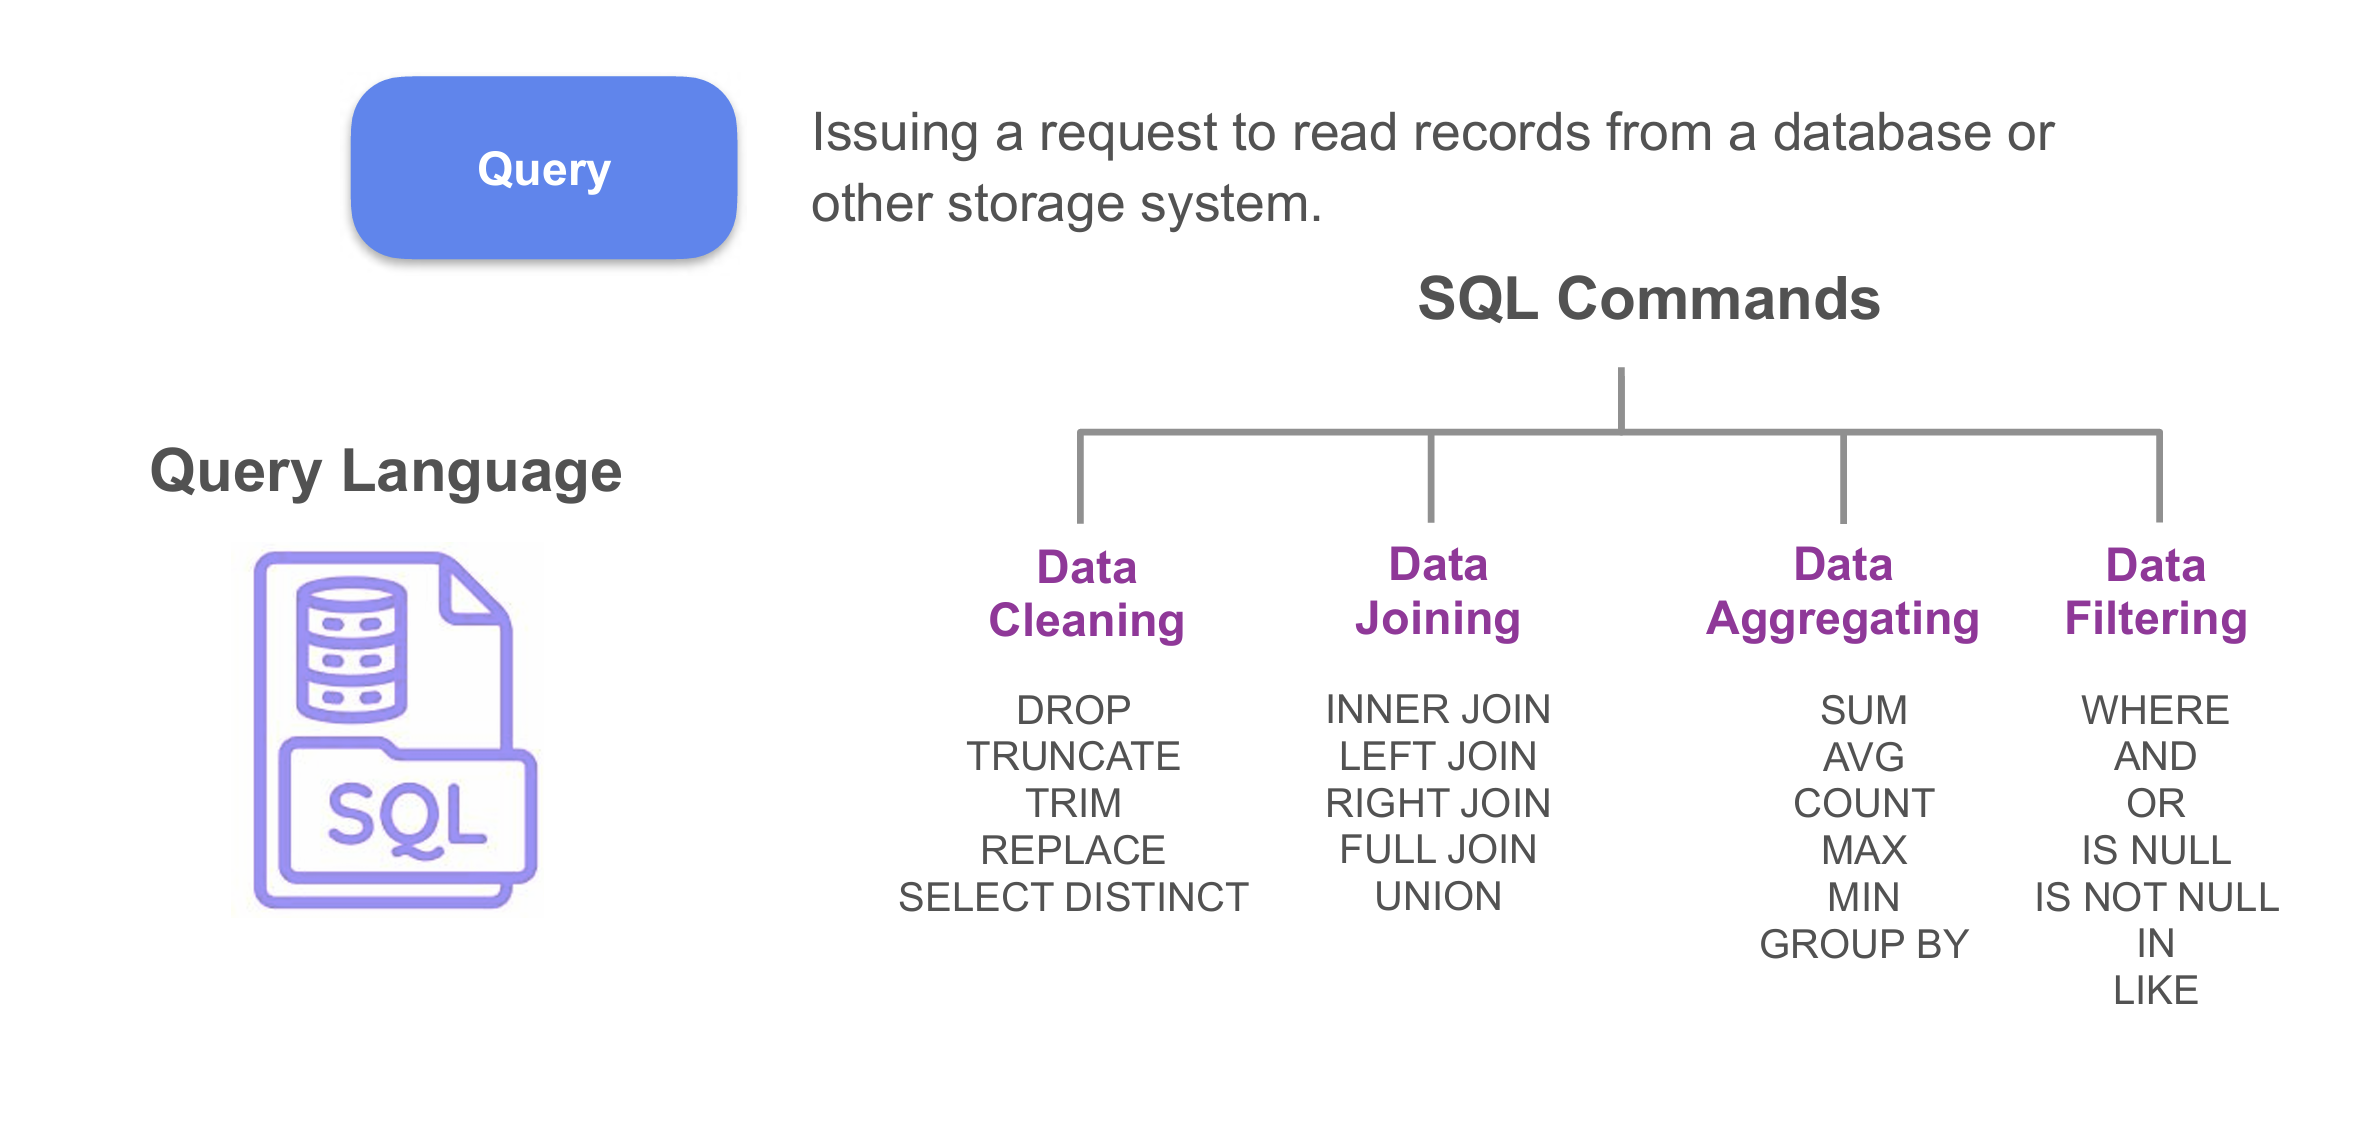 Query
Issuing a request to read records from a database or
other storage system.
SQL Commands
Query Language
SQL
Data
Cleaning
DROP
TRUNCATE
TRIM
REPLACE
SELECT DISTINCT
Data
Joining
INNER JOIN
LEFT JOIN
RIGHT JOIN
FULL JOIN
UNION
Data
Aggregating
SUM
AVG
COUNT
MAX
MIN
GROUP BY
Data
Filtering
WHERE
AND
OR
IS NULL
IS NOT NULL
IN
LIKE